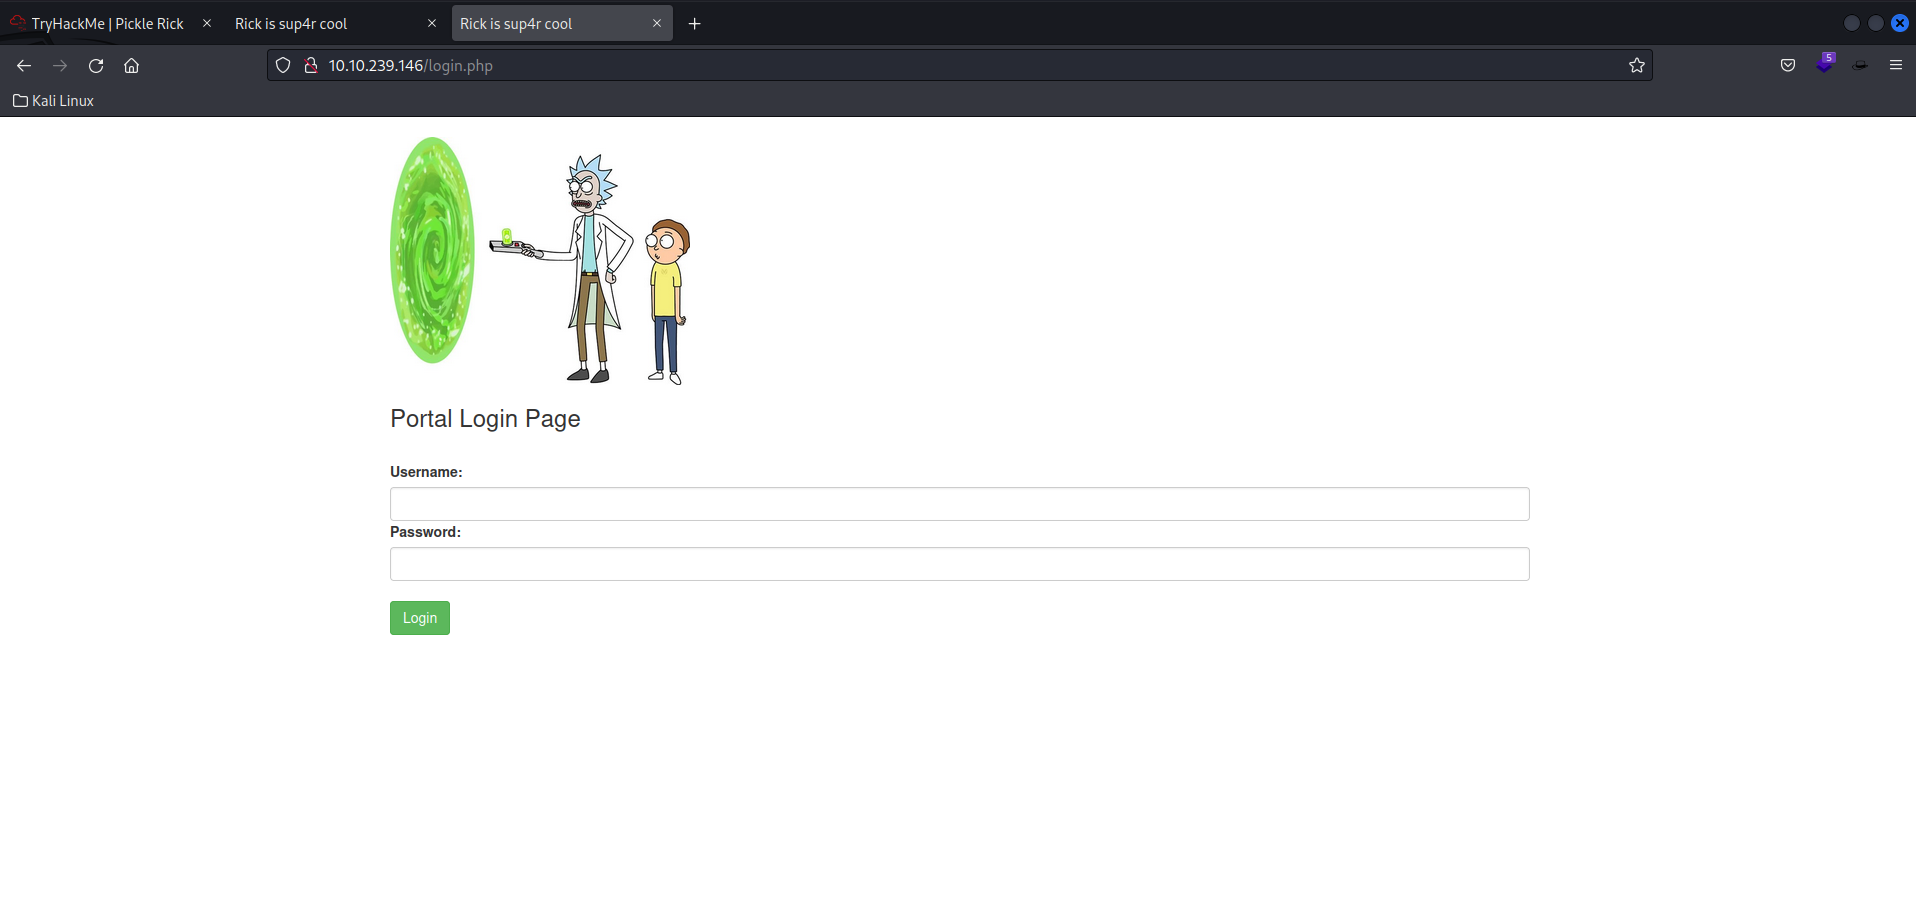 TryHackMe | Pickle Rick
Rick is sup4r cool
Rick is sup4r cool
10.10.239.146/login.php
5
Kali Linux
Portal Login Page
Username:
Password:
Login